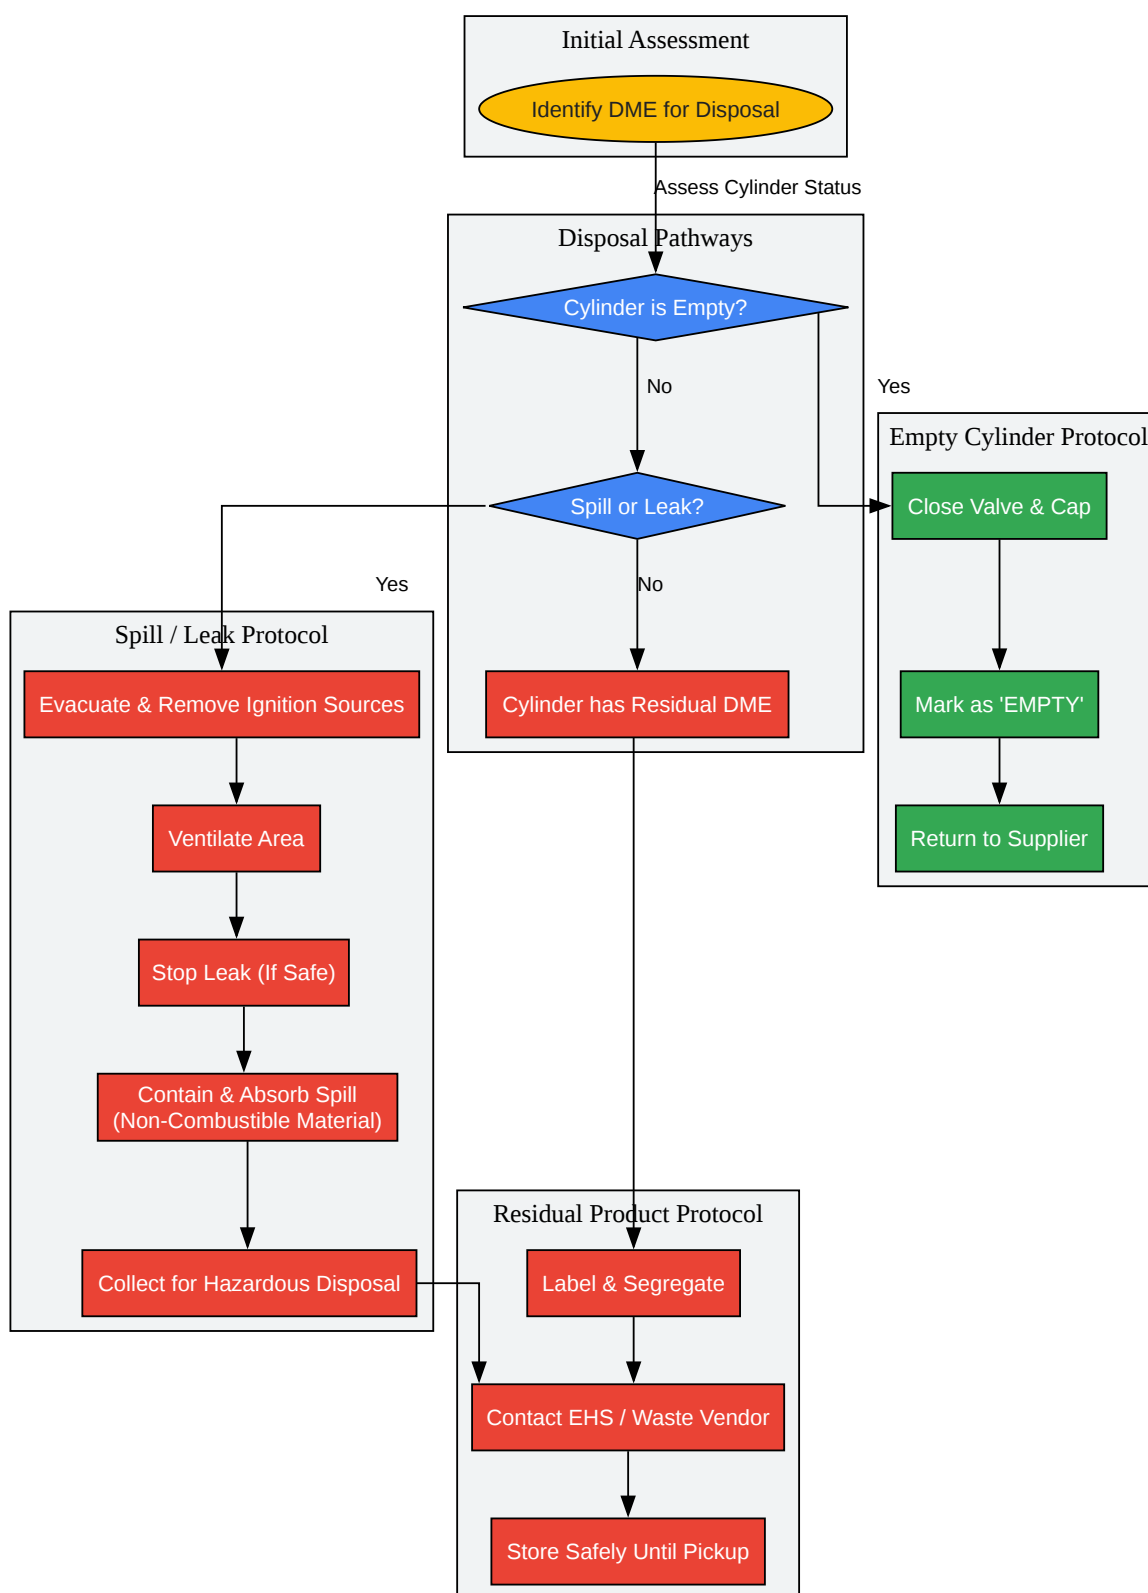 Initial Assessment
Identify DME for Disposal
Assess Cylinder Status
Disposal Pathways
Cylinder is Empty?
No
Yes
Empty Cylinder Protocol
Spill or Leak?
Close Valve & Cap
Yes
No
Spill / Leak Protocol
Evacuate & Remove Ignition Sources
Cylinder has Residual DME
Mark as 'EMPTY'
Ventilate Area
Return to Supplier
Stop Leak (If Safe)
Contain & Absorb Spill
(Non-Combustible Material)
Residual Product Protocol
Collect for Hazardous Disposal
Label & Segregate
Contact EHS / Waste Vendor
Store Safely Until Pickup